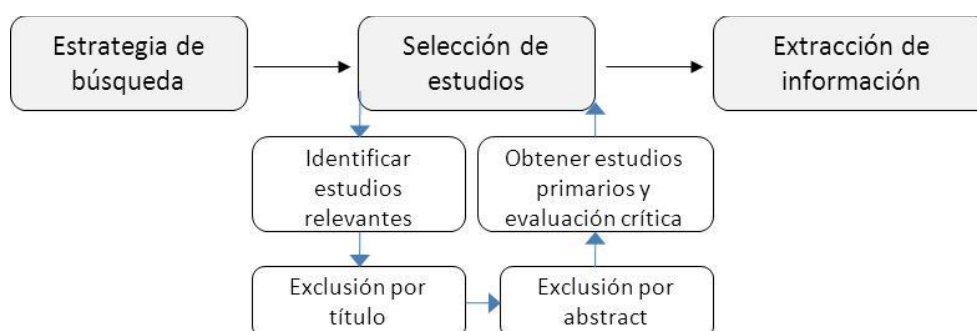 Estrategia de
búsqueda
Selección de
estudios
Extracción de
información
Identificar
estudios
relevantes
Obtener estudios
primarios y
evaluación crítica
Exclusión por
título
Exclusión por
abstract